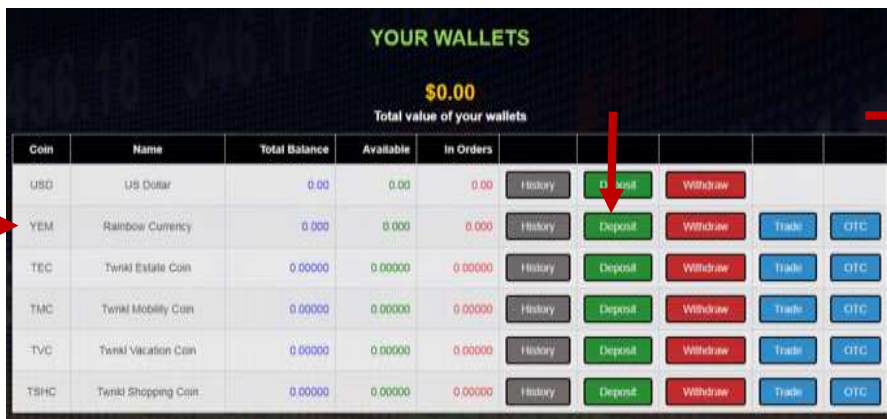 YOUR WALLETS
$0.00
Total value of your wallets
Coin Name Total Balance Available In Orders
USD US Dollar 0.00 0.00 0.00 History Deposit Withdraw
YEM Rainbow Currency 0.000 0.000 0.000 History Deposit Withdraw Trade OTC
TEC Twnkl Estate Coin 0.00000 0.00000 0.00000 History Deposit Withdraw Trade OTC
TMC Twnkl Mobility Coin 0.00000 0.00000 0.00000 History Deposit Withdraw Trade OTC
TVC Twnkl Vacation Coin 0.00000 0.00000 0.00000 History Deposit Withdraw Trade OTC
TSHC Twnkl Shopping Coin 0.00000 0.00000 0.00000 History Deposit Withdraw Trade OTC